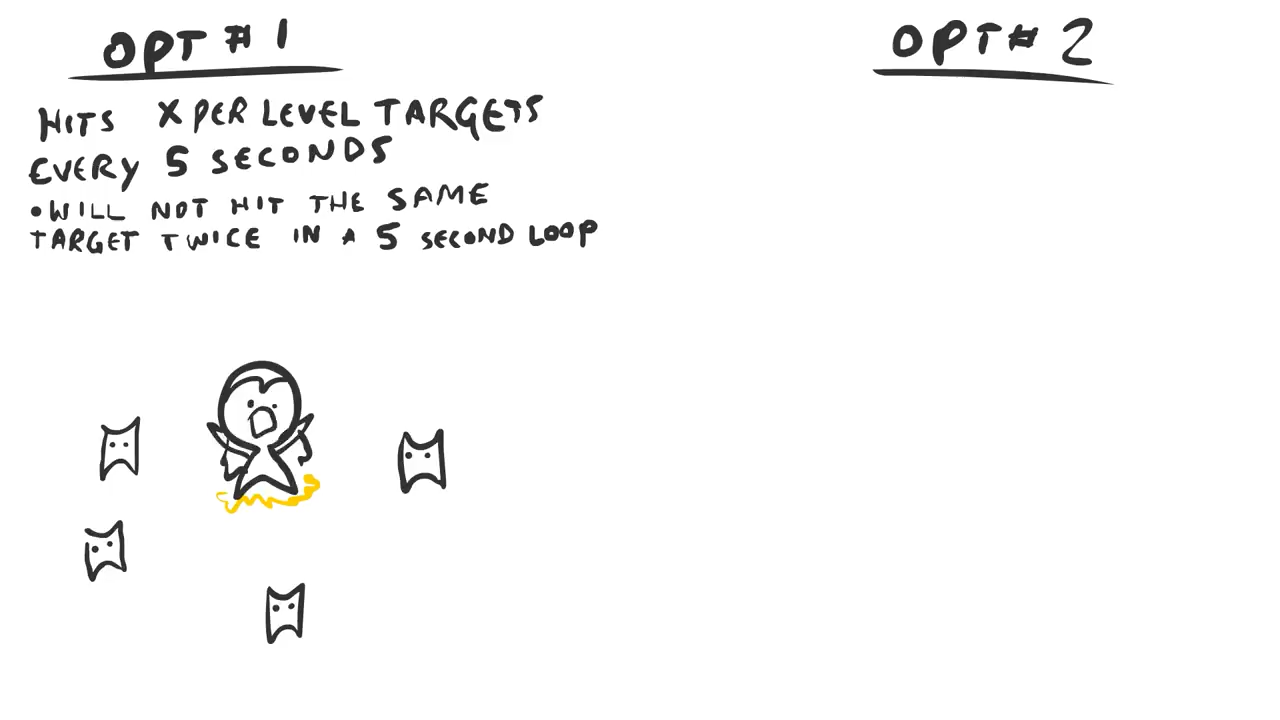 OPT #1
OPT # 2
HITS X PER LEVEL TARGETS
EVERY 5 SECONDS
• WILL NOT HIT THE SAME
TARGET TWICE IN A 5 SECOND LOOP